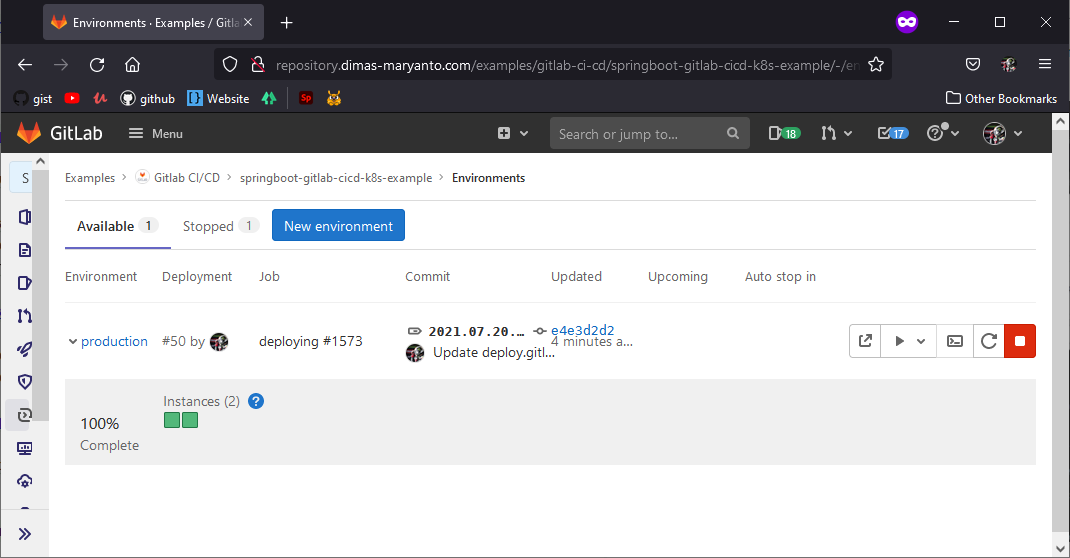 Environments · Examples / Gitla
repository.dimas-maryanto.com/examples/gitlab-ci-cd/springboot-gitlab-cicd-k8s-example/-/en
gist
github
Website
Sp
Other Bookmarks
GitLab
Menu
Search or jump to...
18
17
S
Examples > Gitlab CI/CD > springboot-gitlab-cicd-k8s-example > Environments
Available 1
Stopped 1
New environment
Environment Deployment Job Commit Updated Upcoming Auto stop in
production #50 by deploying #1573 2021.07.20.… e4e3d2d2
Update deploy.gitl… 4 minutes a…
Instances (2) ?
100%
Complete